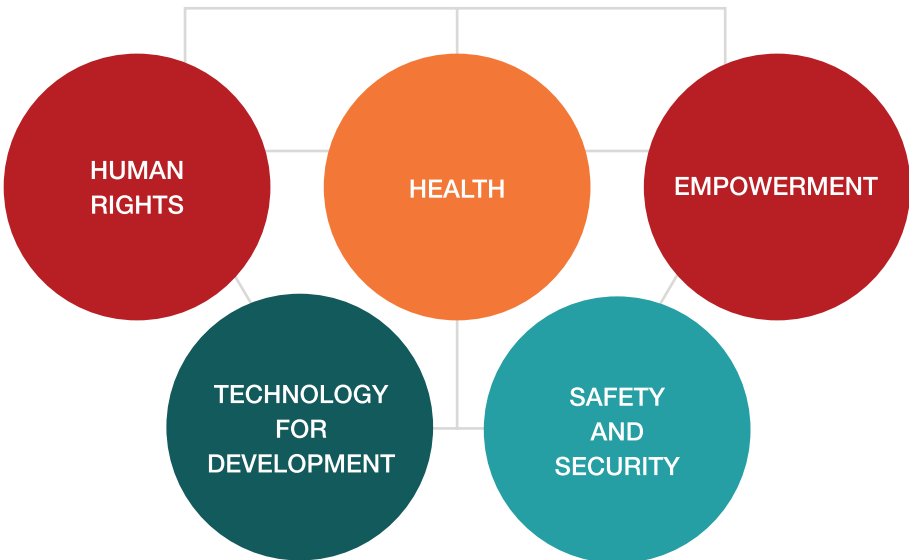 HUMAN
RIGHTS
HEALTH
EMPOWERMENT
TECHNOLOGY
FOR
DEVELOPMENT
SAFETY
AND
SECURITY